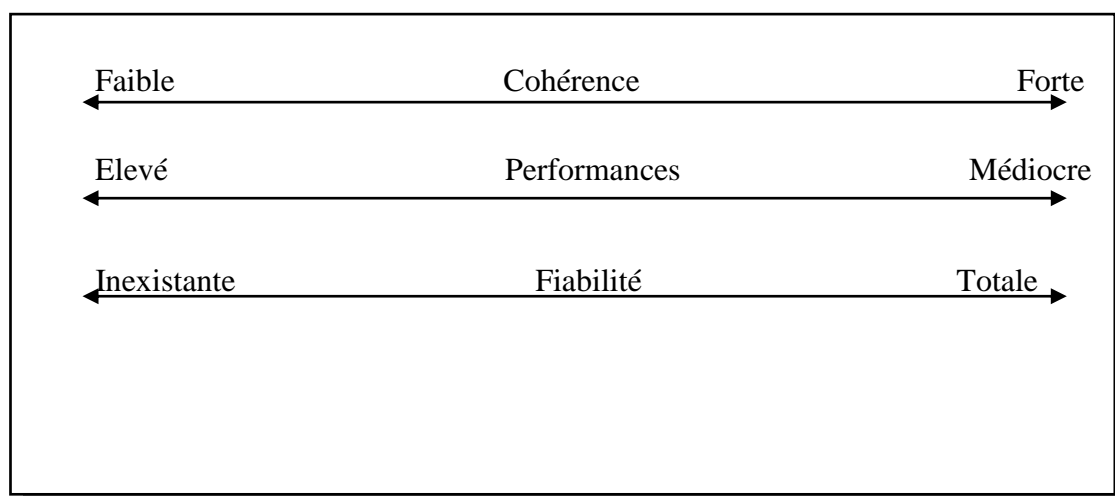 Faible Cohérence Forte
Elevé Performances Médiocre
Inexistante Fiabilité Totale